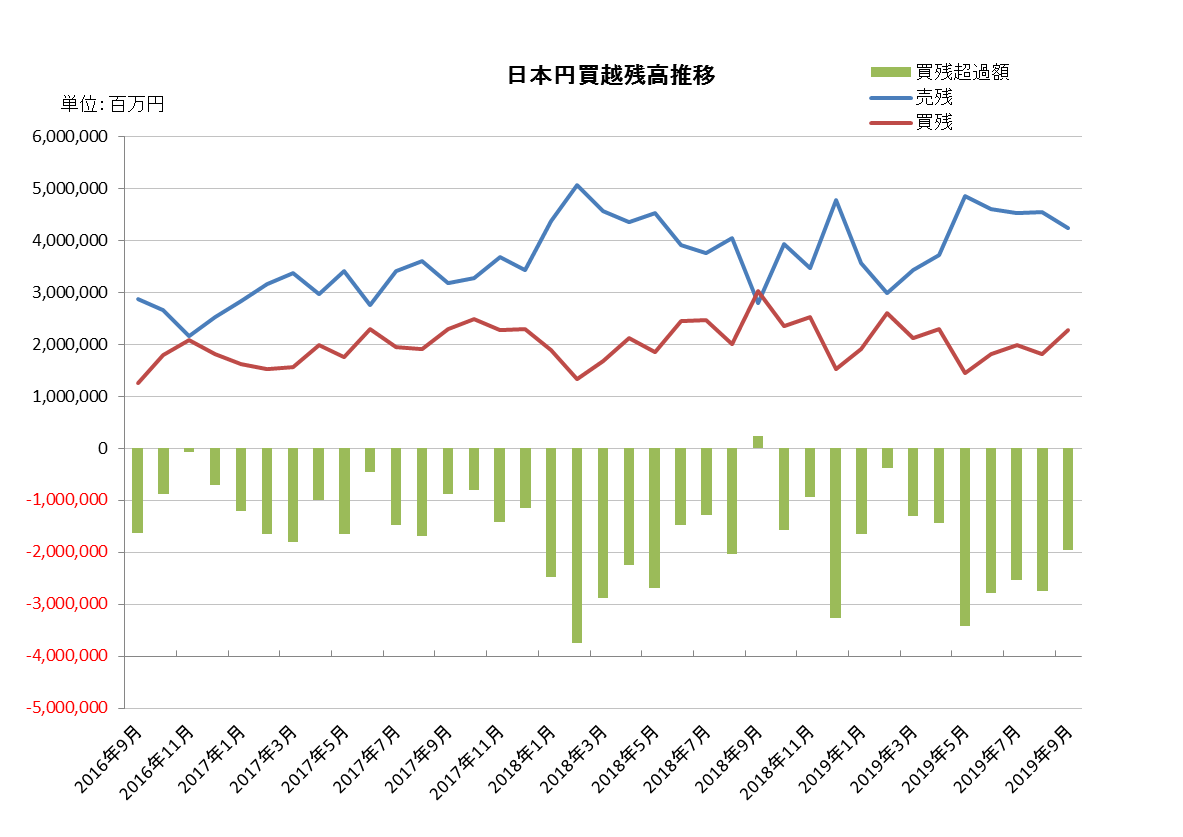 日本円買越残高推移
買残超過額
売残
買残
単位：百万円
6,000,000
5,000,000
4,000,000
3,000,000
2,000,000
1,000,000
0
-1,000,000
-2,000,000
-3,000,000
-4,000,000
-5,000,000
2016年9月
2016年11月
2017年1月
2017年3月
2017年5月
2017年7月
2017年9月
2017年11月
2018年1月
2018年3月
2018年5月
2018年7月
2018年9月
2018年11月
2019年1月
2019年3月
2019年5月
2019年7月
2019年9月